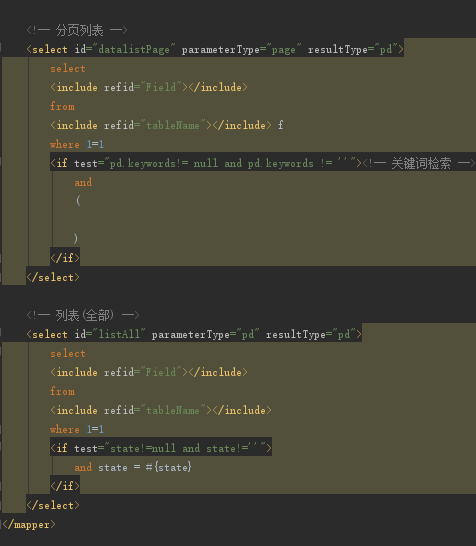 <!-- 分页列表 -->
<select id="datalistPage" parameterType="page" resultType="pd">
select
<include refid="Field"></include>
from
<include refid="tableName"></include> f
where 1=1
<if test="pd.keywords!= null and pd.keywords != ''"><!-- 关键词检索 -->
and
(
)
</if>
</select>
<!-- 列表(全部) -->
<select id="listAll" parameterType="pd" resultType="pd">
select
<include refid="Field"></include>
from
<include refid="tableName"></include>
where 1=1
<if test="state!=null and state!=''">
and state = #{state}
</if>
</select>
</mapper>